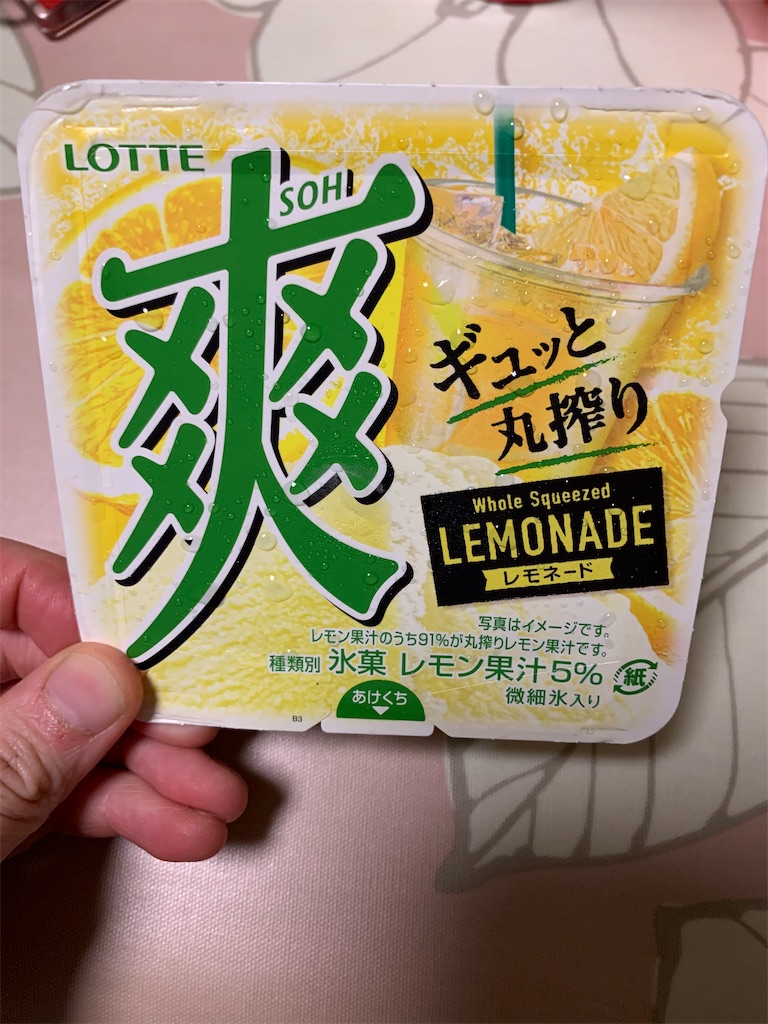 LOTTE
爽
SOH
ギュッと
丸搾り
Whole Squeezed
LEMONADE
レモネード
写真はイメージです。
レモン果汁のうち91%が丸搾りレモン果汁です。
種類別 氷菓 レモン果汁5%
微細氷入り
紙
あけくち
B3